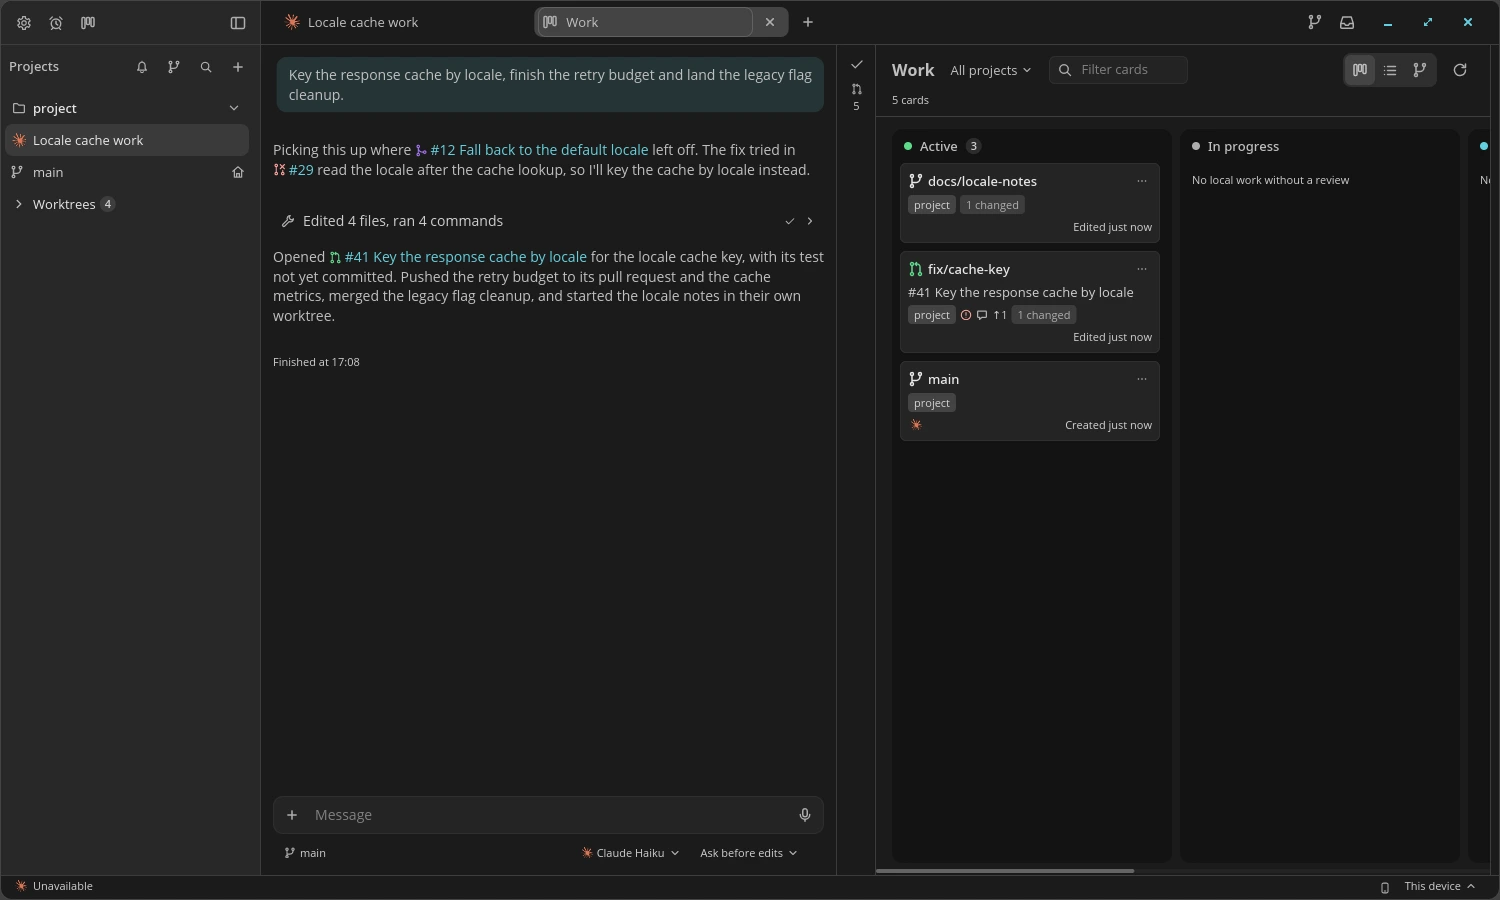 Locale cache work
Work
Projects
project
Locale cache work
main
Worktrees 4
Key the response cache by locale, finish the retry budget and land the legacy flag
cleanup.
Picking this up where #12 Fall back to the default locale left off. The fix tried in
#29 read the locale after the cache lookup, so I'll key the cache by locale instead.
Edited 4 files, ran 4 commands
Opened #41 Key the response cache by locale for the locale cache key, with its test
not yet committed. Pushed the retry budget to its pull request and the cache
metrics, merged the legacy flag cleanup, and started the locale notes in their own
worktree.
Finished at 17:08
Message
main
Claude Haiku
Ask before edits
5
Work
All projects
Filter cards
5 cards
Active 3
docs/locale-notes
project 1 changed
Edited just now
fix/cache-key
#41 Key the response cache by locale
project ↑1 1 changed
Edited just now
main
project
Created just now
In progress
No local work without a review
Unavailable
This device